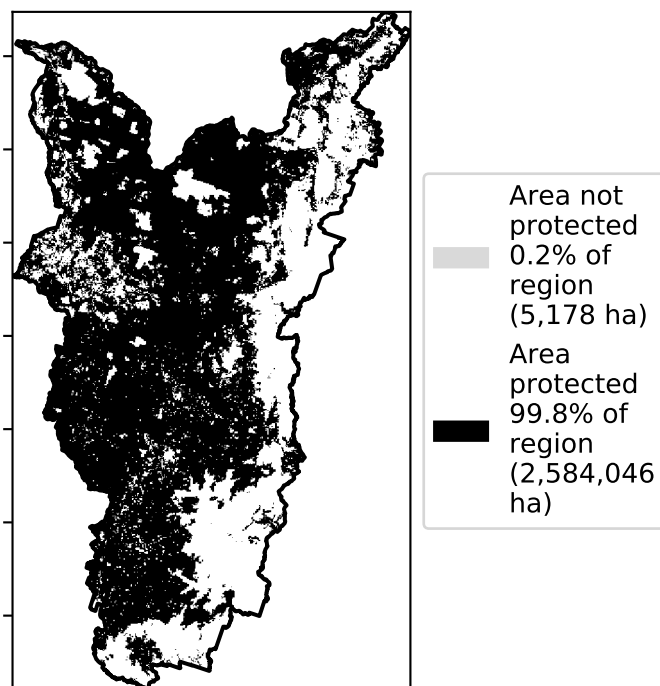 Area not
protected
0.2% of
region
(5,178 ha)
Area
protected
99.8% of
region
(2,584,046
ha)